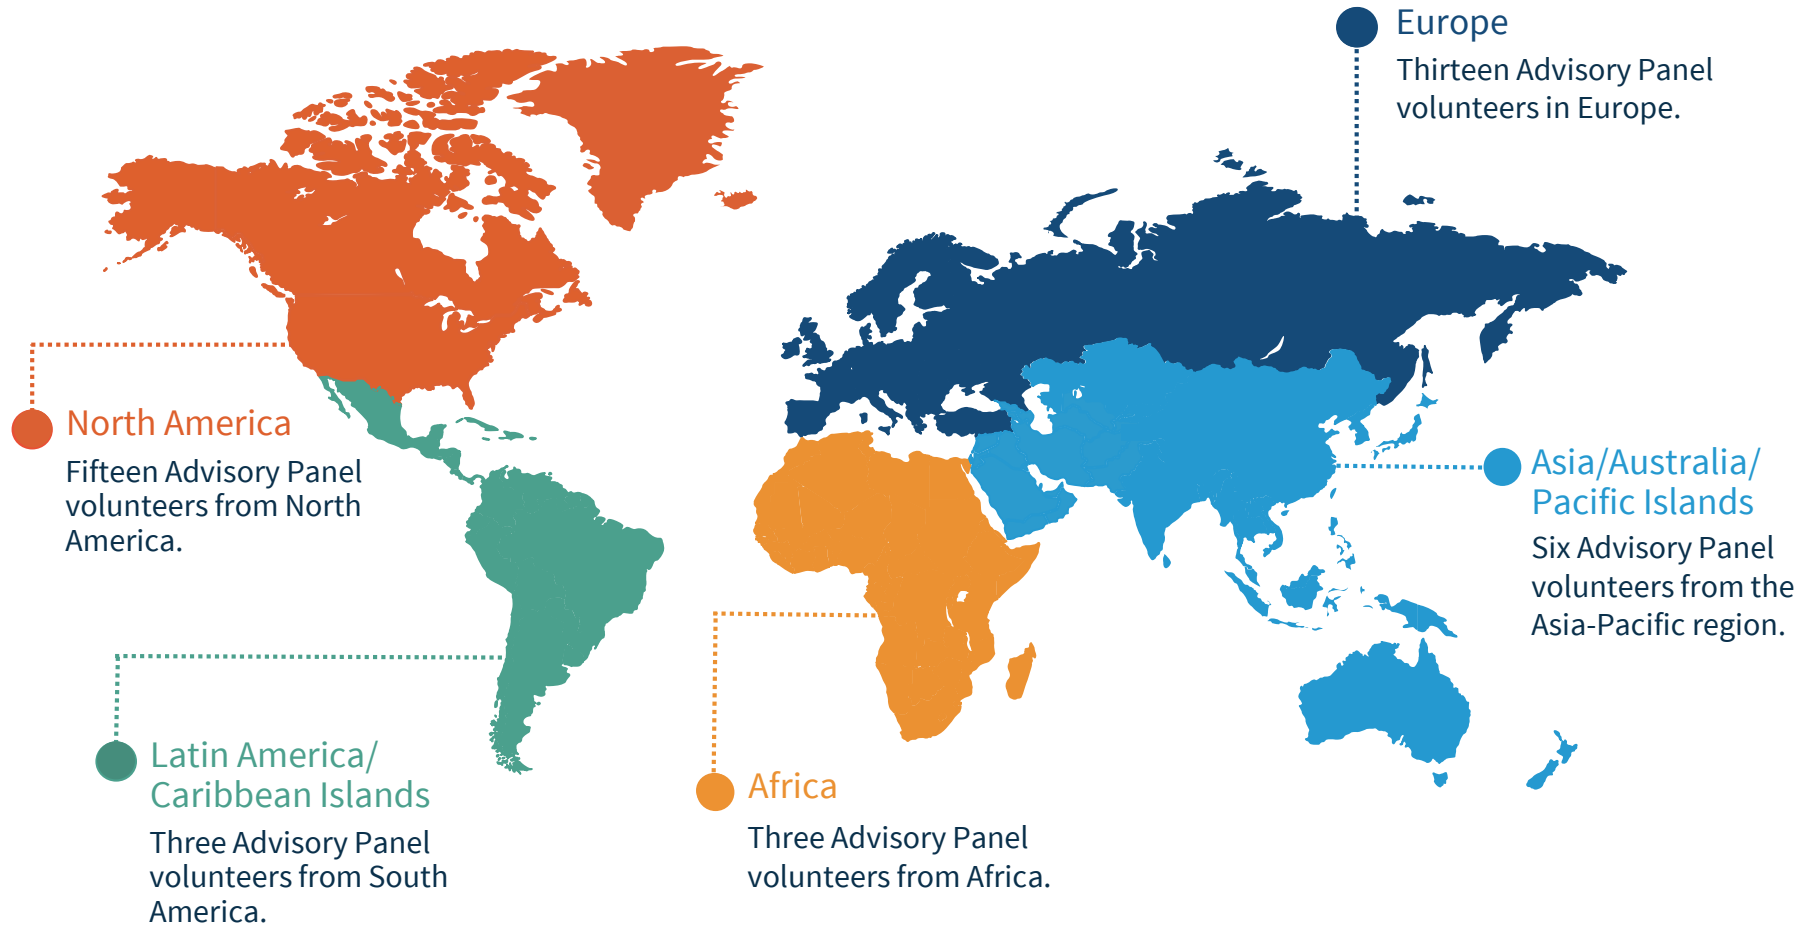 Europe
Thirteen Advisory Panel
volunteers in Europe.
North America
Fifteen Advisory Panel
volunteers from North
America.
Asia/Australia/
Pacific Islands
Six Advisory Panel
volunteers from the
Asia-Pacific region.
Latin America/
Caribbean Islands
Three Advisory Panel
volunteers from South
America.
Africa
Three Advisory Panel
volunteers from Africa.